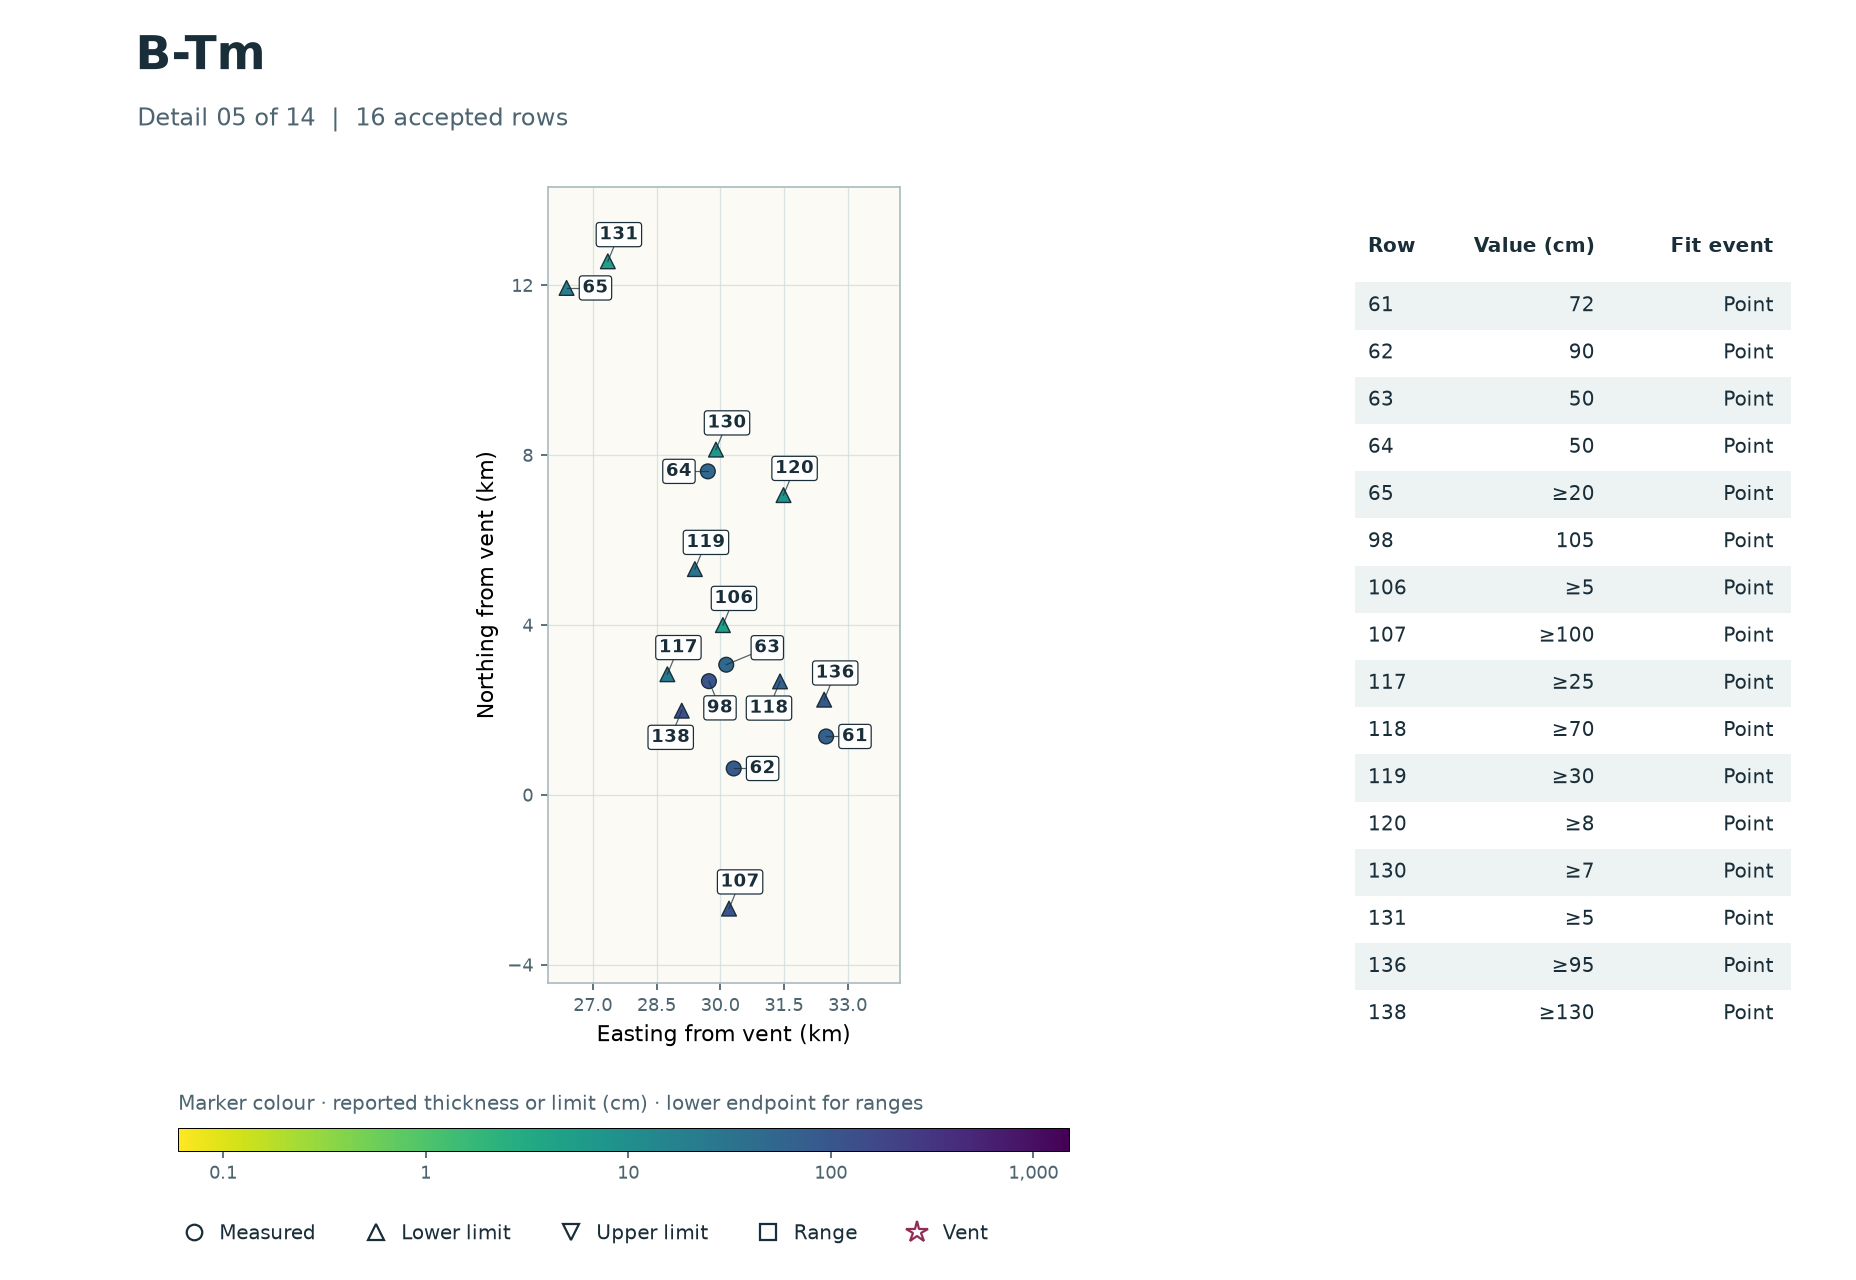 B-Tm
Detail 05 of 14 | 16 accepted rows
131
65
130
64
120
119
106
117
63
136
98
118
138
61
62
107
12
8
4
0
−4
Northing from vent (km)
27.0 28.5 30.0 31.5 33.0
Easting from vent (km)
Row Value (cm) Fit event
61 72 Point
62 90 Point
63 50 Point
64 50 Point
65 ≥20 Point
98 105 Point
106 ≥5 Point
107 ≥100 Point
117 ≥25 Point
118 ≥70 Point
119 ≥30 Point
120 ≥8 Point
130 ≥7 Point
131 ≥5 Point
136 ≥95 Point
138 ≥130 Point
Marker colour · reported thickness or limit (cm) · lower endpoint for ranges
0.1 1 10 100 1,000
Measured Lower limit Upper limit Range Vent